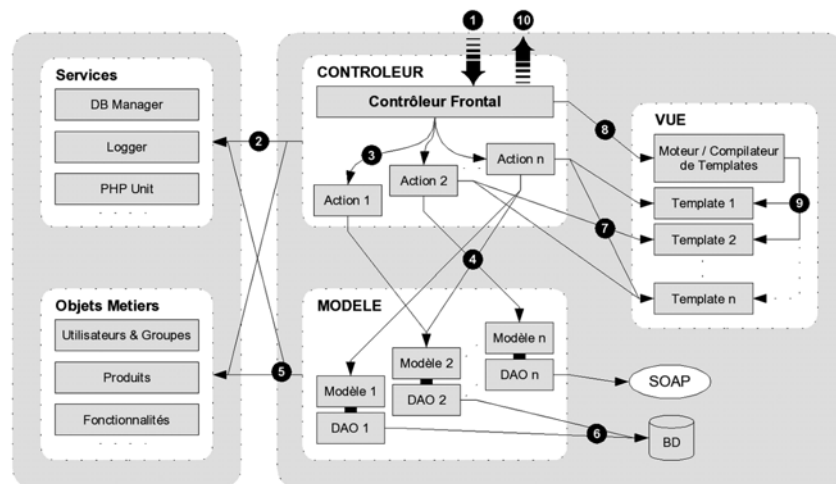 1
10
Services
DB Manager
Logger
PHP Unit
. . . . .
2
CONTROLEUR
Contrôleur Frontal
3
Action 1
Action 2
Action n
8
VUE
Moteur / Compilateur
de Templates
Template 1
Template 2
Template n
9
7
4
Objets Metiers
Utilisateurs & Groupes
Produits
Fonctionnalités
. . . . .
5
MODELE
Modèle 1
DAO 1
Modèle 2
DAO 2
Modèle n
DAO n
SOAP
6
BD